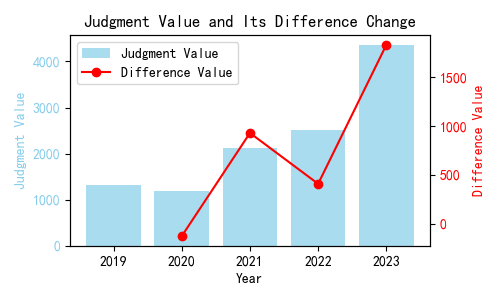 Judgment Value and Its Difference Change
Judgment Value
Difference Value
4000
3000
2000
1000
0
Judgment Value
1500
1000
500
0
Difference Value
2019 2020 2021 2022 2023
Year